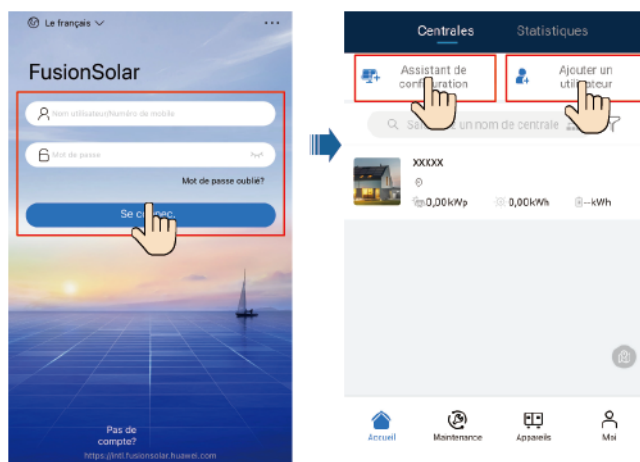 Le français
FusionSolar
Nom utilisateur/Numéro de mobile
Mot de passe
Mot de passe oublié?
Se connec.
Pas de
compte?
https://intl.fusionsolar.huawei.com
Centrales Statistiques
Assistant de
configuration
Ajouter un
utilisateur
un nom de centrale
XXXXX
0,00kWp 0,00kWh --kWh
Accueil Maintenance Appareils Moi